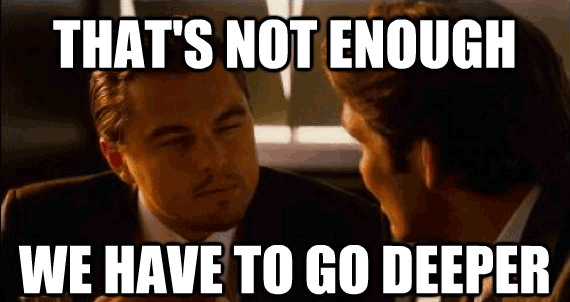 THAT'S NOT ENOUGH
WE HAVE TO GO DEEPER